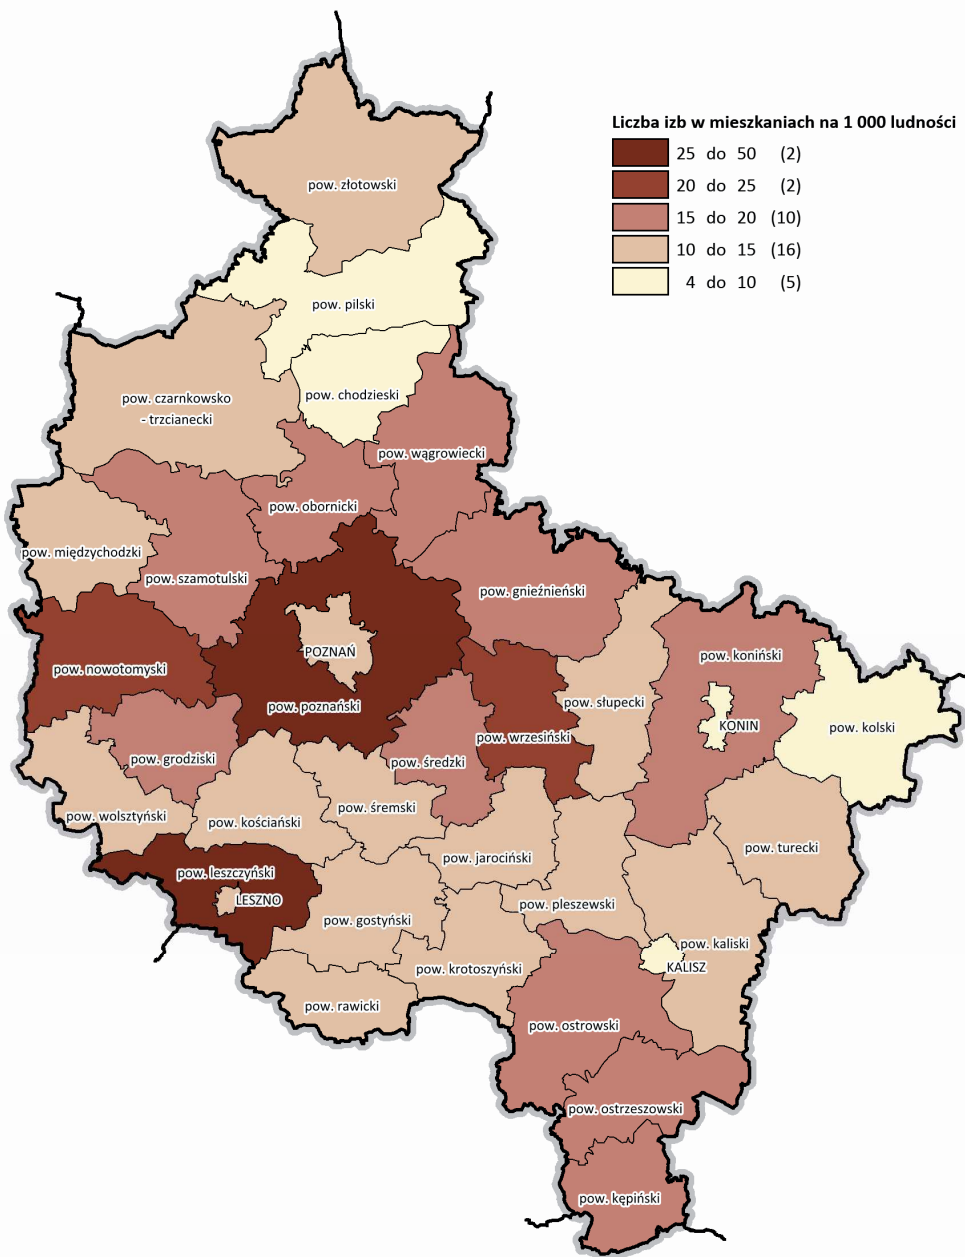 Liczba izb w mieszkaniach na 1 000 ludności
25 do 50 (2)
20 do 25 (2)
15 do 20 (10)
10 do 15 (16)
4 do 10 (5)
pow. złotowski
pow. pilski
pow. chodzieski
pow. czarnkowsko
- trzcianecki
pow. wągrowiecki
pow. obornicki
pow. międzychodzki
pow. szamotulski
pow. gnieźnieński
POZNAŃ
pow. koniński
pow. nowotomyski
pow. słupecki
pow. poznański
KONIN
pow. kolski
pow. wrzesiński
pow. grodziski
pow. średzki
pow. śremski
pow. wolsztyński
pow. kościański
pow. turecki
pow. jarociński
pow. leszczyński
LESZNO
pow. pleszewski
pow. gostyński
pow. kaliski
KALISZ
pow. krotoszyński
pow. rawicki
pow. ostrowski
pow. ostrzeszowski
pow. kępiński